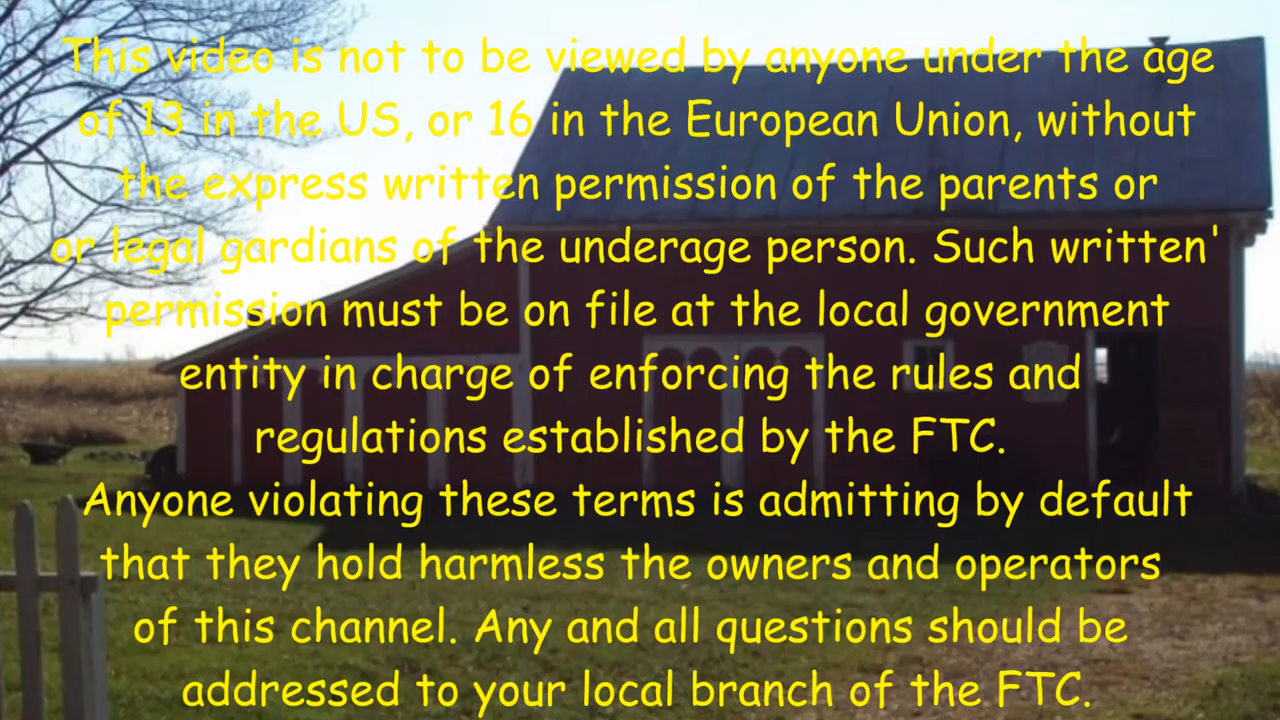 This video is not to be viewed by anyone under the age
of 13 in the US, or 16 in the European Union, without
the express written permission of the parents or
or legal gardians of the underage person. Such written'
permission must be on file at the local government
entity in charge of enforcing the rules and
regulations established by the FTC.
Anyone violating these terms is admitting by default
that they hold harmless the owners and operators
of this channel. Any and all questions should be
addressed to your local branch of the FTC.